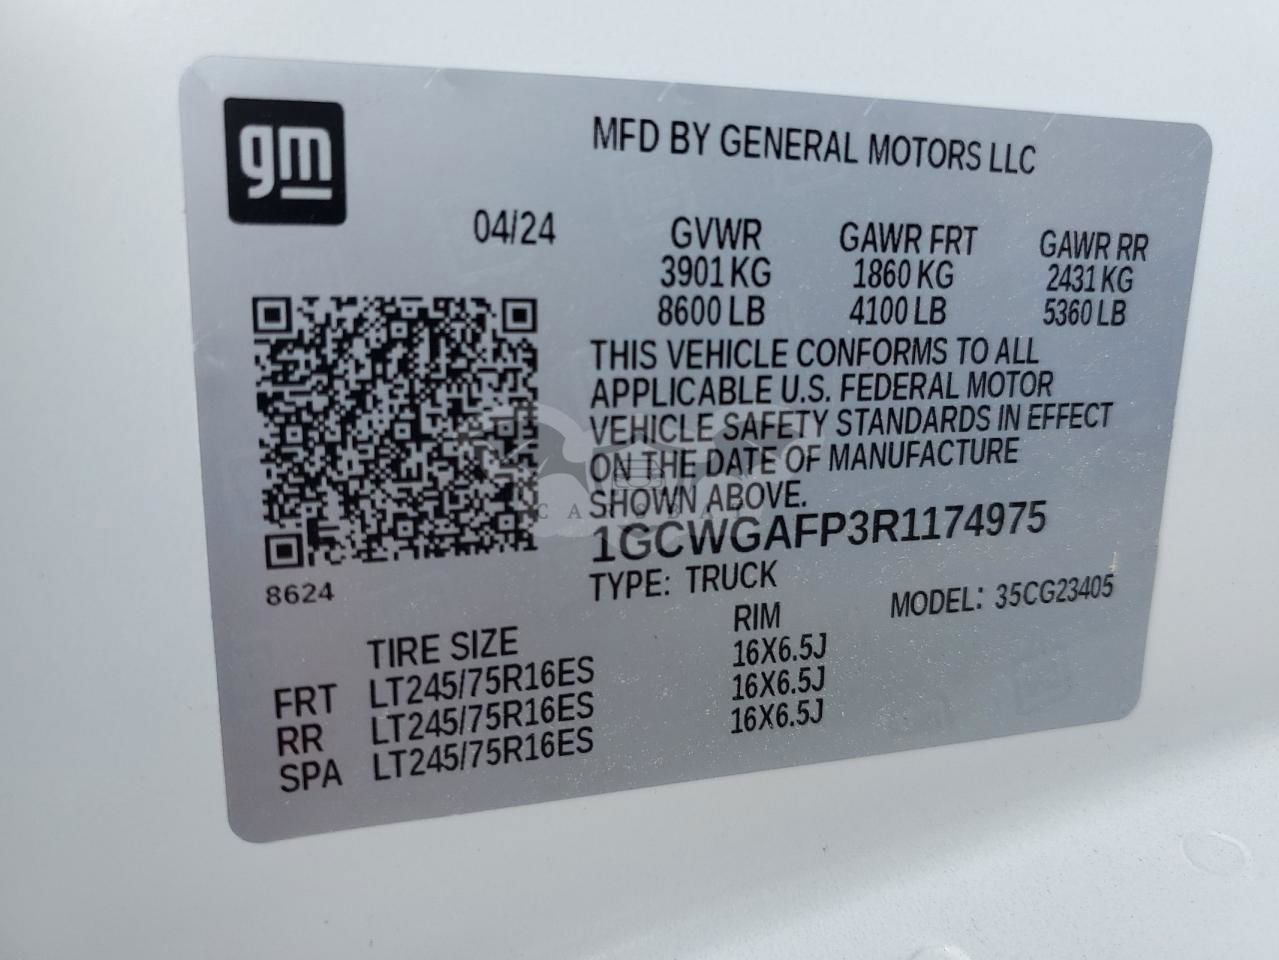 gm
MFD BY GENERAL MOTORS LLC
04/24
GVWR GAWR FRT GAWR RR
3901 KG 1860 KG 2431 KG
8600 LB 4100 LB 5360 LB
THIS VEHICLE CONFORMS TO ALL
APPLICABLE U.S. FEDERAL MOTOR
VEHICLE SAFETY STANDARDS IN EFFECT
ON THE DATE OF MANUFACTURE
SHOWN ABOVE.
1GCWGAFP3R1174975
8624
TYPE: TRUCK MODEL: 35CG23405
TIRE SIZE RIM
FRT LT245/75R16ES 16X6.5J
RR LT245/75R16ES 16X6.5J
SPA LT245/75R16ES 16X6.5J